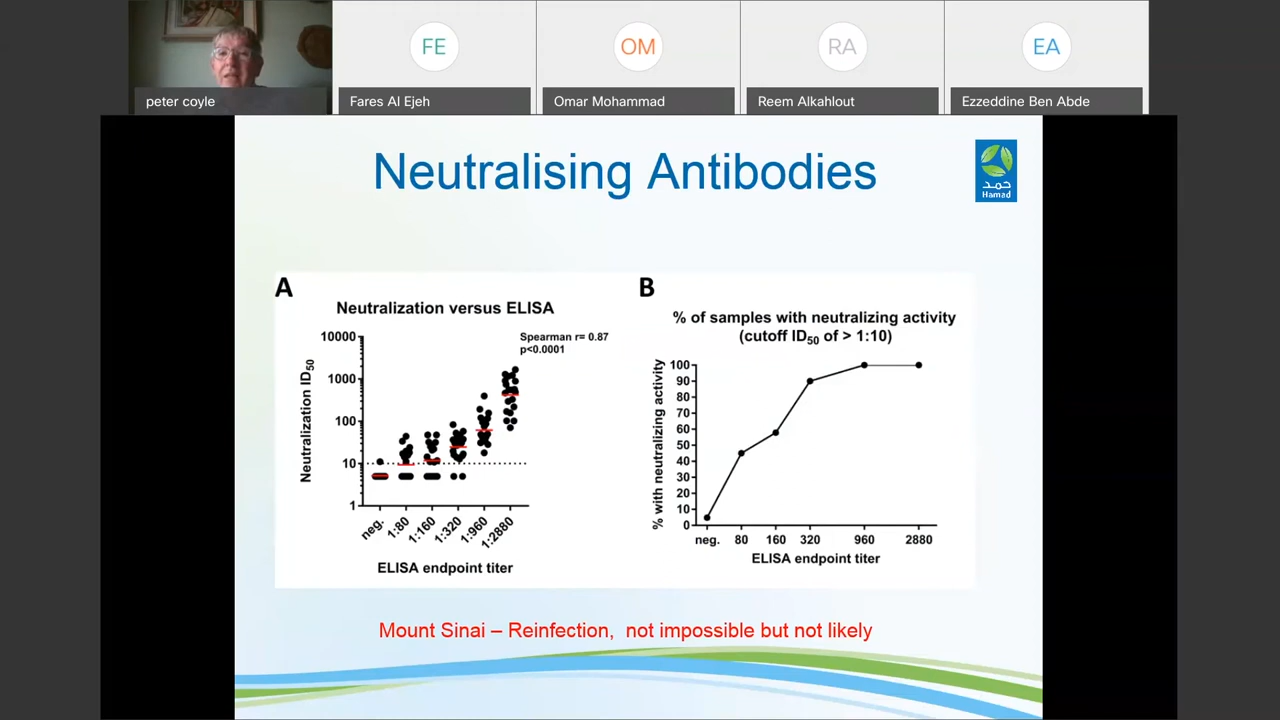 peter coyle
FE
Fares Al Ejeh
OM
Omar Mohammad
RA
Reem Alkahlout
EA
Ezzeddine Ben Abde
Neutralising Antibodies
حمد
Hamad
A
Neutralization versus ELISA
Spearman r= 0.87
p<0.0001
Neutralization ID50
10000
1000
100
10
1
neg.
1:80
1:160
1:320
1:960
1:2880
ELISA endpoint titer
B
% of samples with neutralizing activity
(cutoff ID50 of > 1:10)
% with neutralizing activity
100
90
80
70
60
50
40
30
20
10
0
neg.
80
160
320
960
2880
ELISA endpoint titer
Mount Sinai – Reinfection, not impossible but not likely